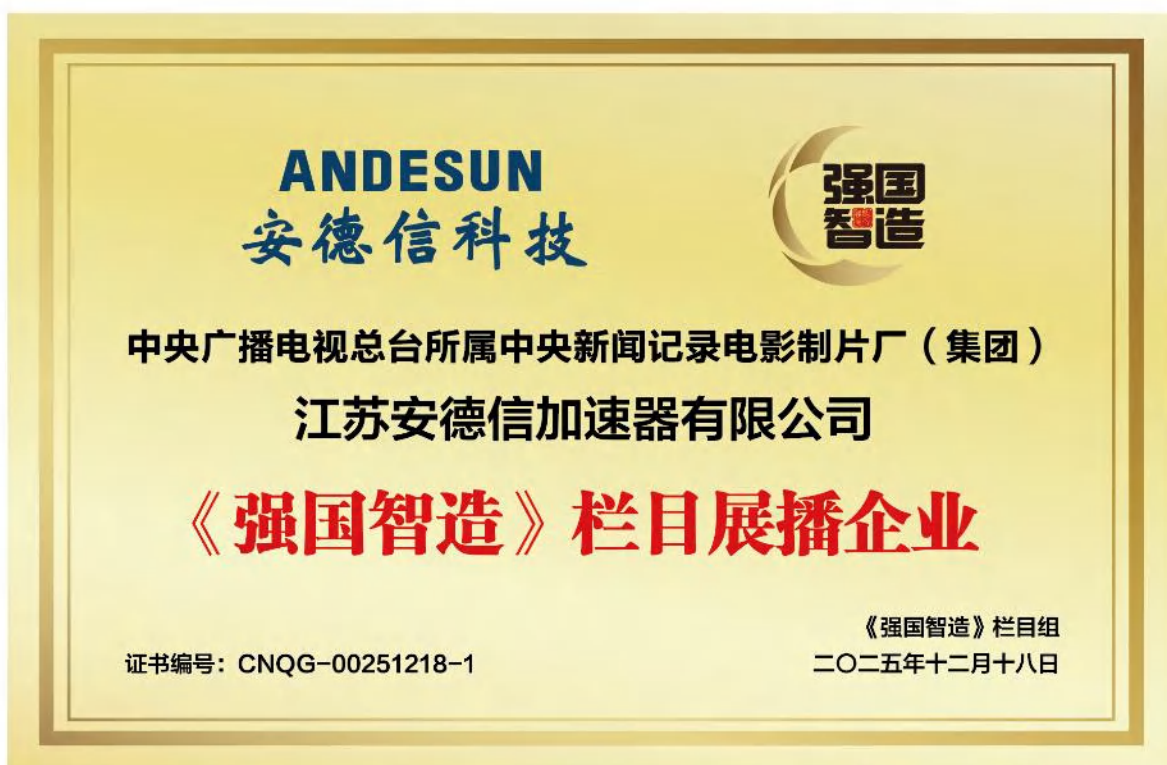 ANDESUN
安德信科技
强国
智造
中央广播电视总台所属中央新闻记录电影制片厂（集团）
江苏安德信加速器有限公司
《强国智造》栏目展播企业
《强国智造》栏目组
证书编号：CNQG-00251218-1
二〇二五年十二月十八日